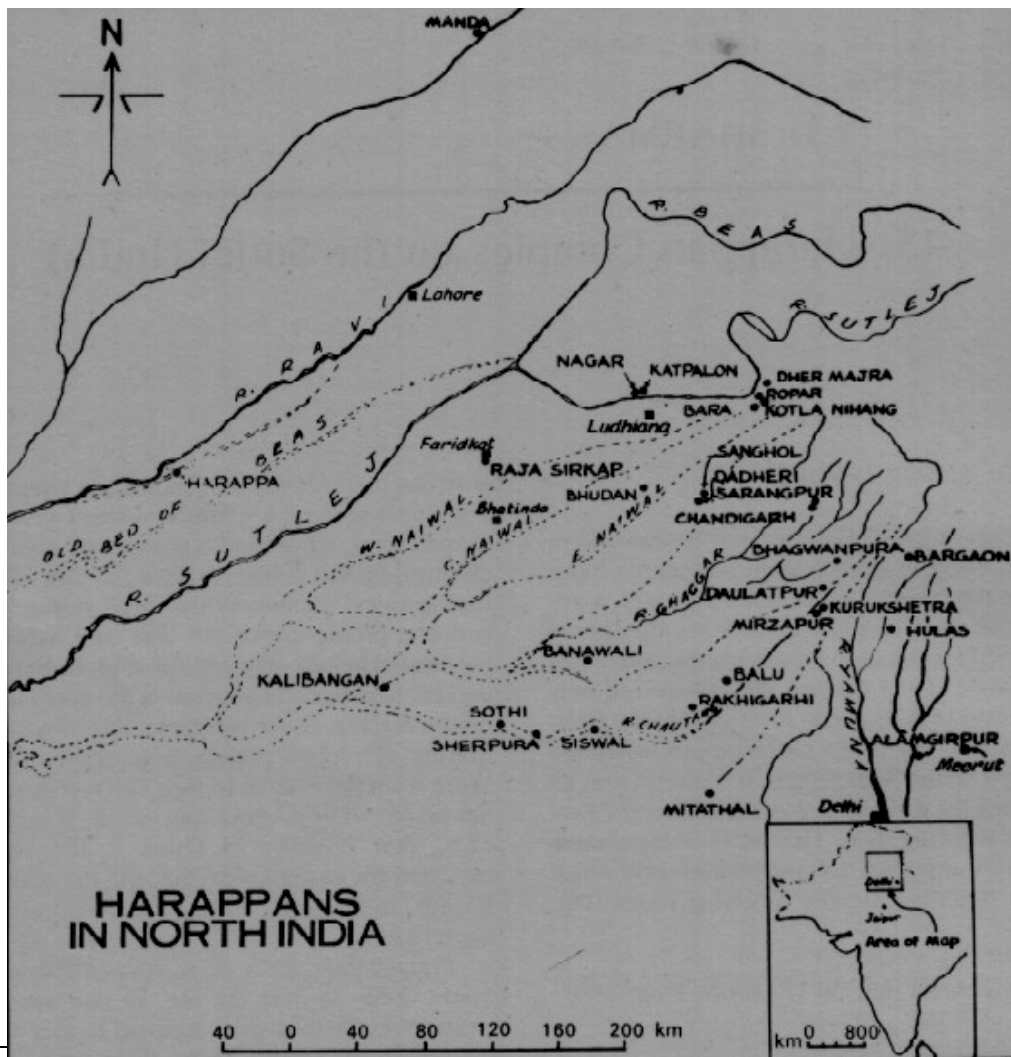 N
MANDA
R. BEAS
R. SUTLEJ
Lahore
R. RAVI
NAGAR
KATPALON
DHER MAJRA
ROPAR
BARA
KOTLA NIHANG
Ludhiana
Faridkot
RAJA SIRKAP
HARAPPA
OLD BED OF BEAS
R. SUTLEJ
SANGHOL
DADHERI
BHUDAN
SARANGPUR
CHANDIGARH
Bhatinda
W. NAIWAL
C. NAIWAL
E. NAIWAL
R. GHAGGAR
BHAGWANPURA
BARGAON
DAULATPUR
KURUKSHETRA
MIRZAPUR
HULAS
BANAWALI
BALU
KALIBANGAN
RAKHIGARHI
SOTHI
R. CHAUTANG
SHERPURA
SISWAL
R. YAMUNA
ALAMGIRPUR
Meerut
MITATHAL
Delhi
HARAPPANS
IN NORTH INDIA
Delhi
Jaipur
Area of Map
40 0 40 80 120 160 200 km
km 0 800